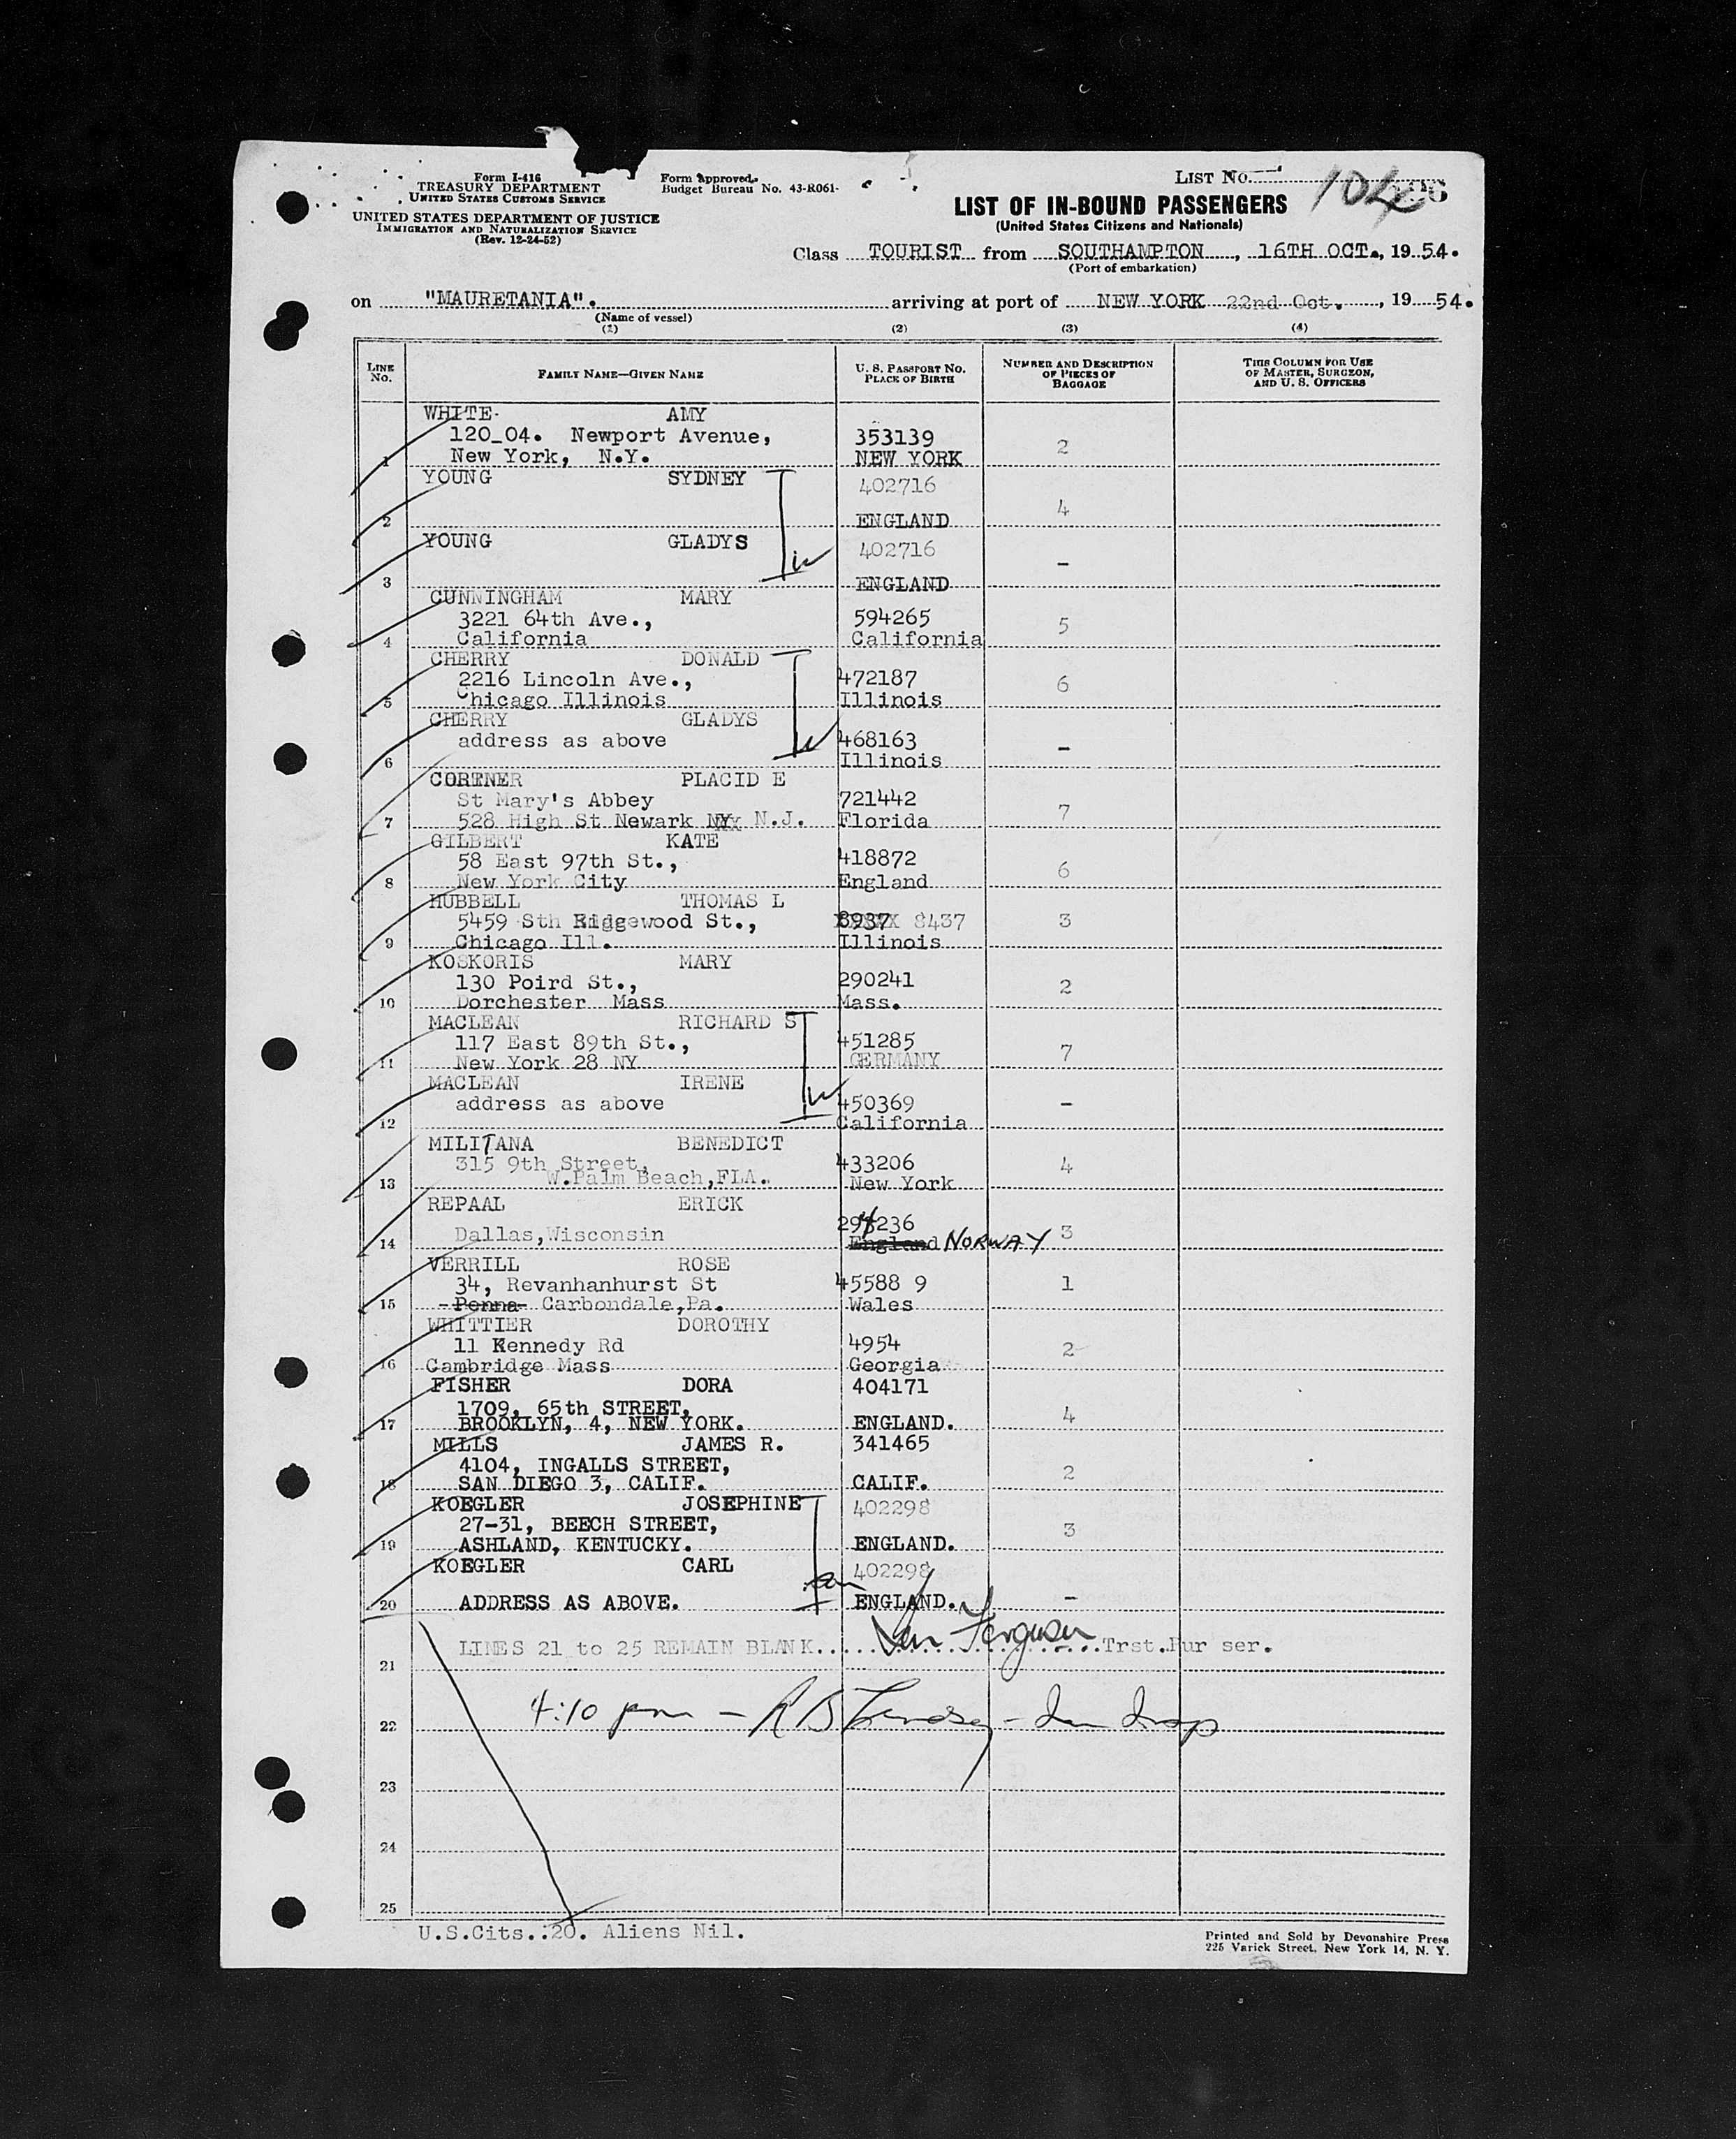 Form I-416
TREASURY DEPARTMENT
UNITED STATES CUSTOMS SERVICE
UNITED STATES DEPARTMENT OF JUSTICE
IMMIGRATION AND NATURALIZATION SERVICE
(Rev. 12-24-52)
Form Approved.
Budget Bureau No. 43-R061-
LIST No. 104
LIST OF IN-BOUND PASSENGERS
(United States Citizens and Nationals)
Class TOURIST from SOUTHAMPTON, 16TH OCT., 1954.
(Port of embarkation)
on "MAURETANIA". arriving at port of NEW YORK 22nd Oct., 1954.
(Name of vessel)
(1) (2) (3) (4)
LINE No. FAMILY NAME—GIVEN NAME U. S. PASSPORT No. PLACE OF BIRTH NUMBER AND DESCRIPTION OF PIECES OF BAGGAGE THIS COLUMN FOR USE OF MASTER, SURGEON, AND U. S. OFFICERS
WHITE AMY
120_04. Newport Avenue, 353139 2
1 New York, N.Y. NEW YORK
YOUNG SYDNEY 402716 4
2 ENGLAND
YOUNG GLADYS 402716 -
3 ENGLAND
CUNNINGHAM MARY
3221 64th Ave., 594265 5
4 California California
CHERRY DONALD
2216 Lincoln Ave., 472187 6
5 Chicago Illinois Illinois
CHERRY GLADYS
address as above 468163 -
6 Illinois
CORTNER PLACID E
St Mary's Abbey 721442 7
7 528 High St Newark NY N.J. Florida
GILBERT KATE
58 East 97th St., 418872 6
8 New York City England
HUBBELL THOMAS L
5459 Sth Ridgewood St., 8937 8437 3
9 Chicago Ill. Illinois
KOSKORIS MARY
130 Poird St., 290241 2
10 Dorchester Mass Mass.
MACLEAN RICHARD S
117 East 89th St., 451285 7
11 New York 28 NY GERMANY
MACLEAN IRENE
address as above 450369 -
12 California
MILITANA BENEDICT
315 9th Street, 433206 4
13 W.Palm Beach,FLA. New York
REPAAL ERICK
Dallas,Wisconsin 294236 3
14 England NORWAY
VERRILL ROSE
34, Revanhanhurst St 45588 9 1
15 -Penna- Carbondale,Pa. Wales
WHITTIER DOROTHY
11 Kennedy Rd 4954 2
16 Cambridge Mass Georgia
FISHER DORA 404171
1709, 65th STREET, 4
17 BROOKLYN, 4, NEW YORK. ENGLAND.
MILLS JAMES R. 341465
4104, INGALLS STREET, 2
18 SAN DIEGO 3, CALIF. CALIF.
KOEGLER JOSEPHINE 402298
27-31, BEECH STREET, 3
19 ASHLAND, KENTUCKY. ENGLAND.
KOEGLER CARL 402298
20 ADDRESS AS ABOVE. ENGLAND. -
LINES 21 to 25 REMAIN BLANK..... Ian Ferguson ...Trst.Pur ser.
21
22 4:10 pm -
23
24
25
U.S.Cits..20. Aliens Nil.
Printed and Sold by Devonshire Press
225 Varick Street, New York 14, N. Y.